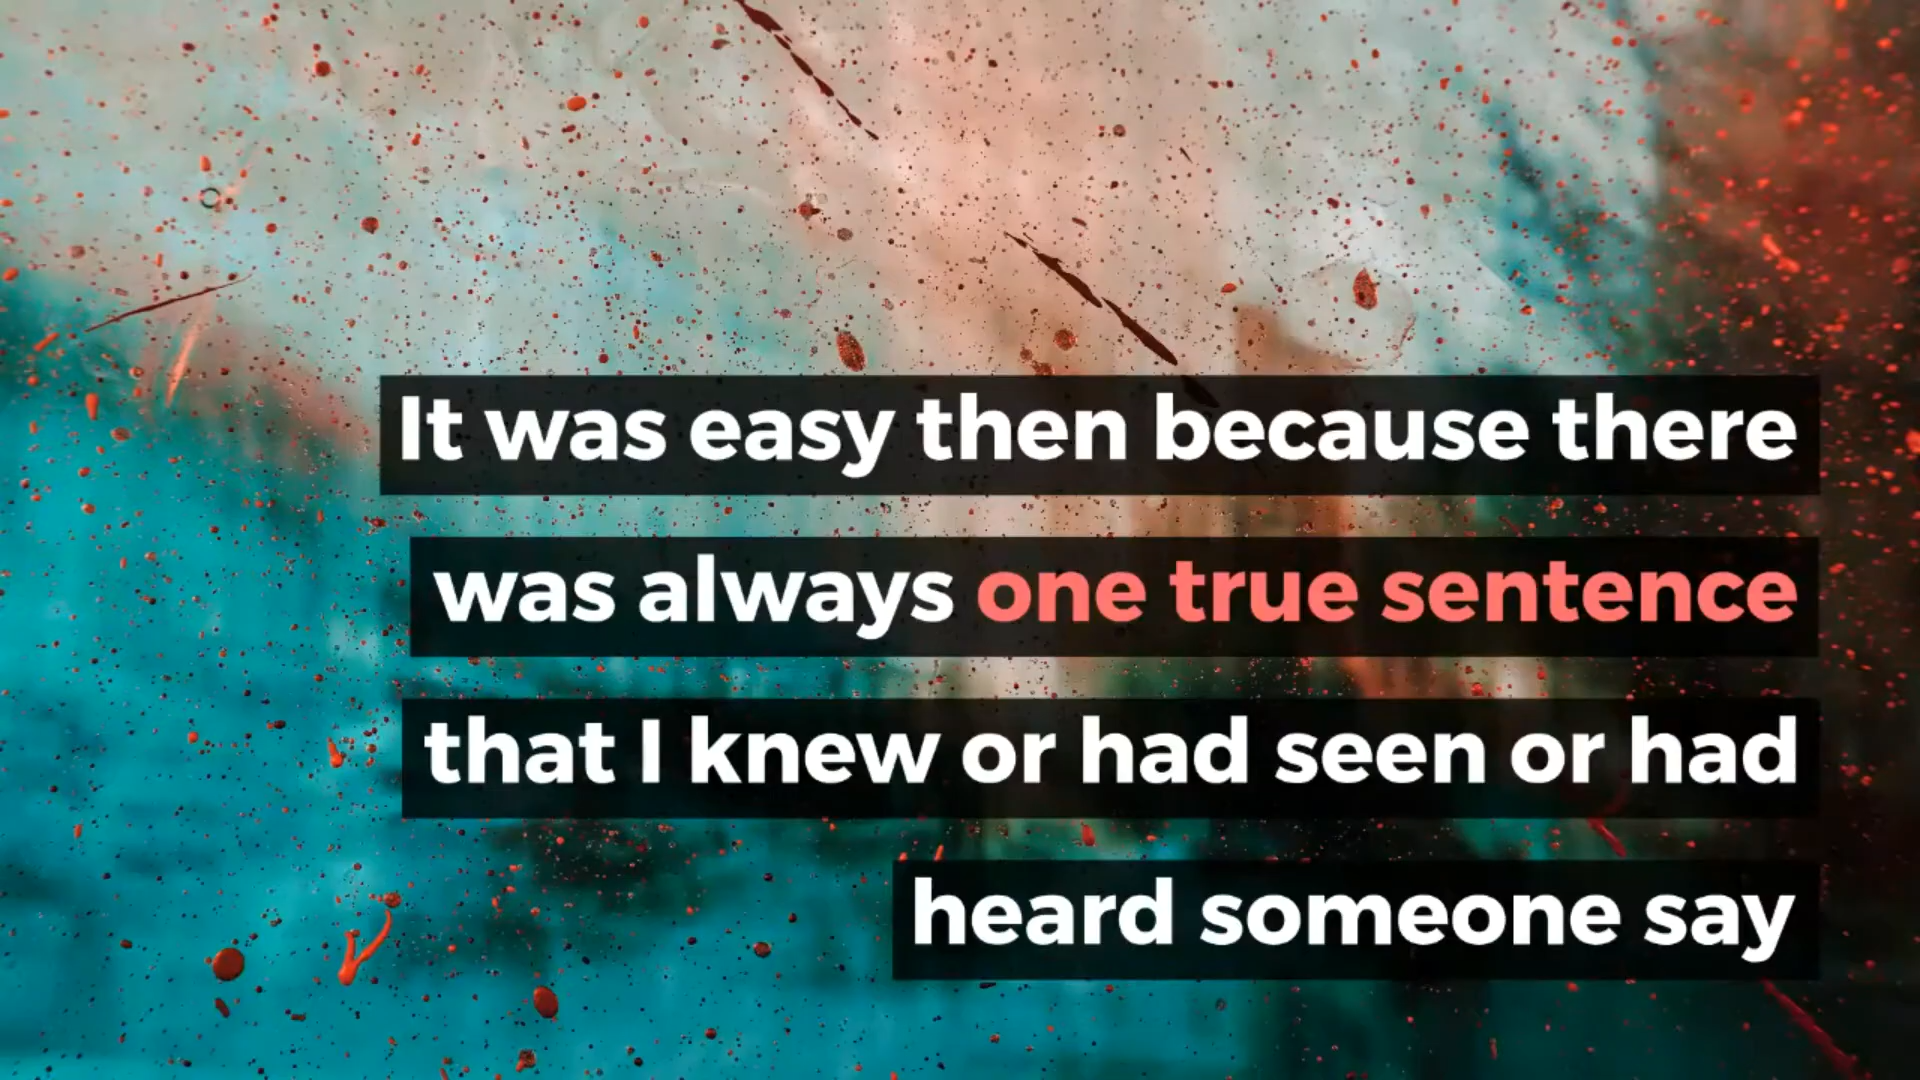 It was easy then because there
was always one true sentence
that I knew or had seen or had
heard someone say